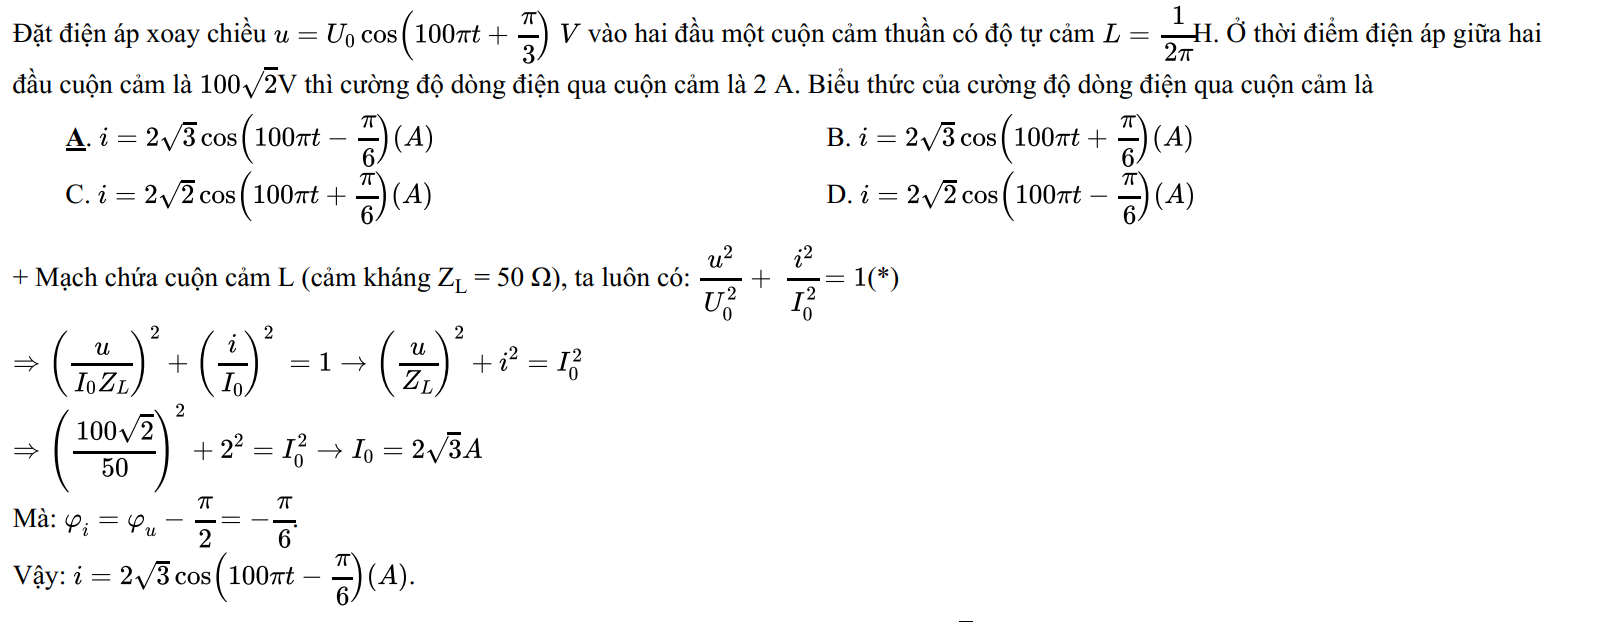 Đặt điện áp xoay chiều $u = U_0 \cos\left(100\pi t + \frac{\pi}{3}\right) V$ vào hai đầu một cuộn cảm thuần có độ tự cảm $L = \frac{1}{2\pi}$H. Ở thời điểm điện áp giữa hai
đầu cuộn cảm là $100\sqrt{2}$V thì cường độ dòng điện qua cuộn cảm là 2 A. Biểu thức của cường độ dòng điện qua cuộn cảm là
A. $i = 2\sqrt{3} \cos\left(100\pi t - \frac{\pi}{6}\right) (A)$ B. $i = 2\sqrt{3} \cos\left(100\pi t + \frac{\pi}{6}\right) (A)$
C. $i = 2\sqrt{2} \cos\left(100\pi t + \frac{\pi}{6}\right) (A)$ D. $i = 2\sqrt{2} \cos\left(100\pi t - \frac{\pi}{6}\right) (A)$
+ Mạch chứa cuộn cảm L (cảm kháng $Z_L$ = 50 Ω), ta luôn có: $\frac{u^2}{U_0^2} + \frac{i^2}{I_0^2} = 1$(*)
$\Rightarrow \left(\frac{u}{I_0 Z_L}\right)^2 + \left(\frac{i}{I_0}\right)^2 = 1 \rightarrow \left(\frac{u}{Z_L}\right)^2 + i^2 = I_0^2$
$\Rightarrow \left(\frac{100\sqrt{2}}{50}\right)^2 + 2^2 = I_0^2 \rightarrow I_0 = 2\sqrt{3} A$
Mà: $\varphi_i = \varphi_u - \frac{\pi}{2} = -\frac{\pi}{6}$.
Vậy: $i = 2\sqrt{3} \cos\left(100\pi t - \frac{\pi}{6}\right) (A)$.